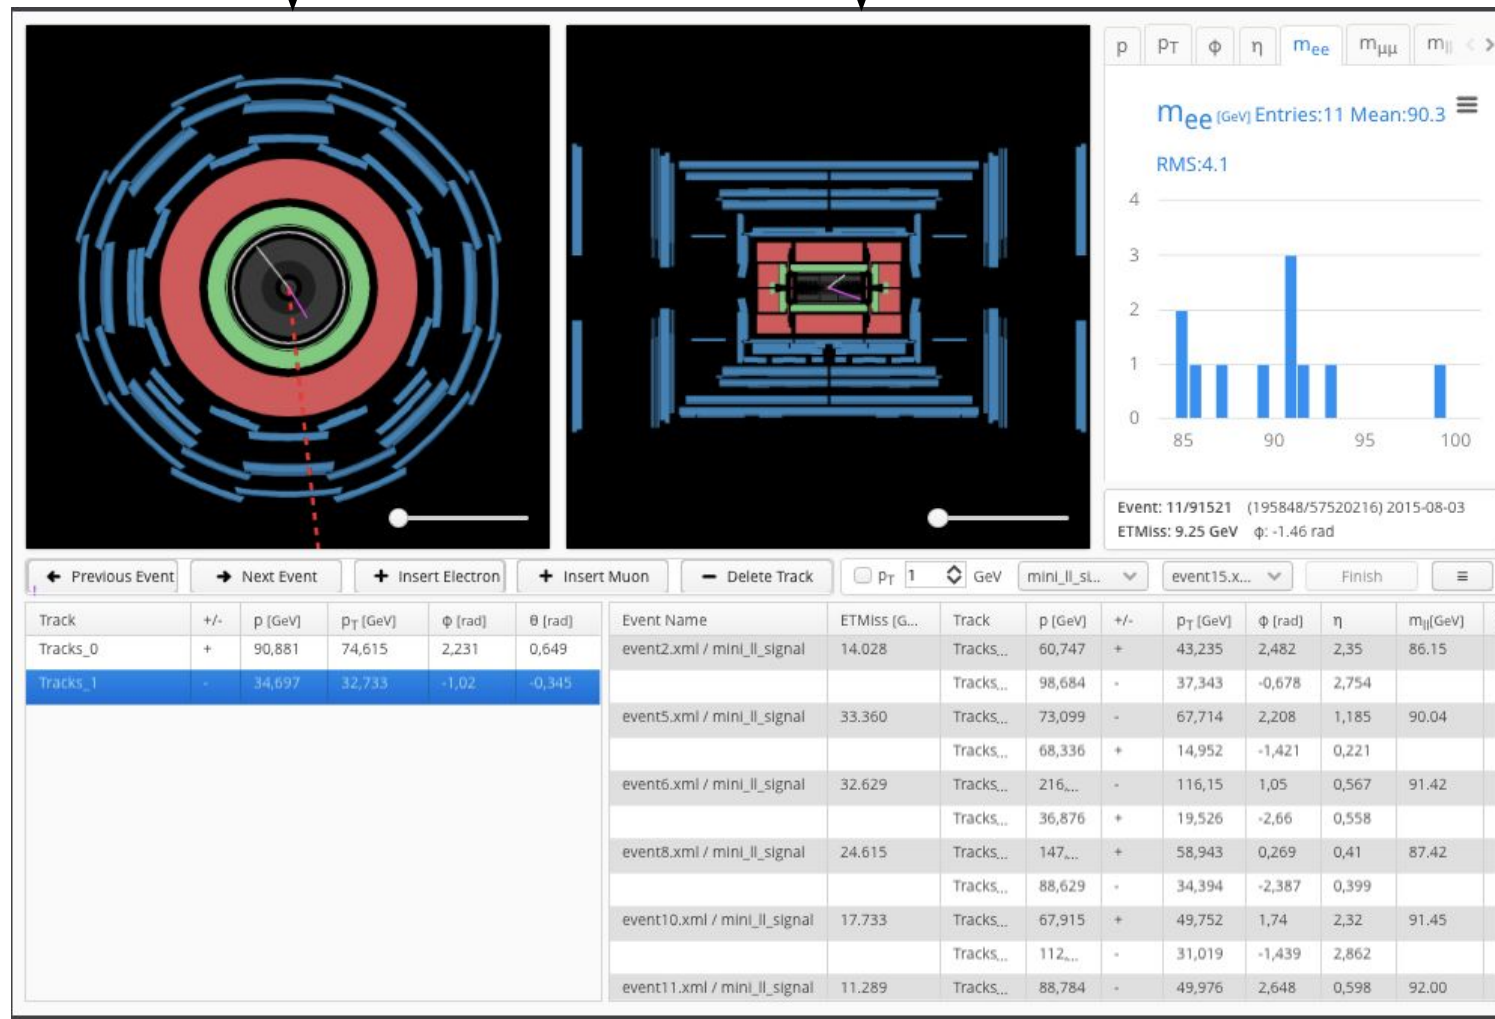 p pT ϕ η mee mμμ m||
mee [GeV] Entries:11 Mean:90.3
RMS:4.1
4
3
2
1
0
85 90 95 100
Event: 11/91521 (195848/57520216) 2015-08-03
ETMiss: 9.25 GeV φ: -1.46 rad
Previous Event Next Event + Insert Electron + Insert Muon − Delete Track pT 1 GeV mini_ll_si... event15.x... Finish
Track +/- p [GeV] pT [GeV] ϕ [rad] θ [rad]
Tracks_0 + 90,881 74,615 2,231 0,649
Tracks_1 - 34,697 32,733 -1,02 -0,345
Event Name ETMiss [G... Track p [GeV] +/- pT [GeV] ϕ [rad] η m||[GeV]
event2.xml / mini_ll_signal 14.028 Tracks... 60,747 + 43,235 2,482 2,35 86.15
Tracks... 98,684 - 37,343 -0,678 2,754
event5.xml / mini_ll_signal 33.360 Tracks... 73,099 - 67,714 2,208 1,185 90.04
Tracks... 68,336 + 14,952 -1,421 0,221
event6.xml / mini_ll_signal 32.629 Tracks... 216,... - 116,15 1,05 0,567 91.42
Tracks... 36,876 + 19,526 -2,66 0,558
event8.xml / mini_ll_signal 24.615 Tracks... 147,... + 58,943 0,269 0,41 87.42
Tracks... 88,629 - 34,394 -2,387 0,399
event10.xml / mini_ll_signal 17.733 Tracks... 67,915 + 49,752 1,74 2,32 91.45
Tracks... 112,... - 31,019 -1,439 2,862
event11.xml / mini_ll_signal 11.289 Tracks... 88,784 - 49,976 2,648 0,598 92.00